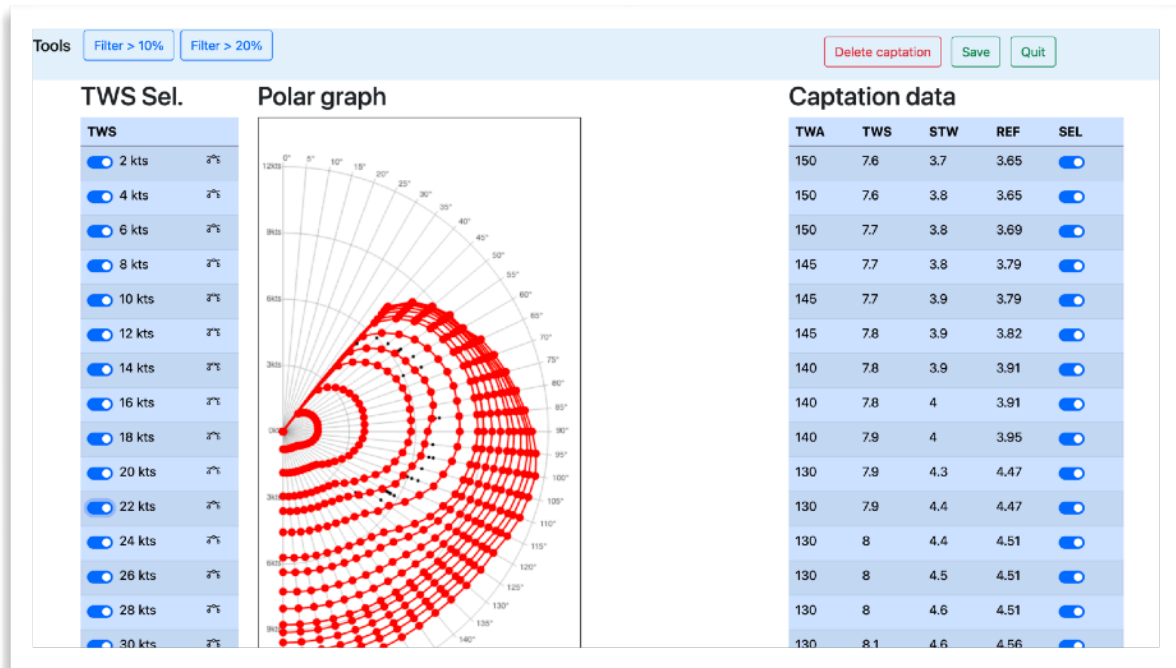 Tools Filter > 10% Filter > 20% Delete captation Save Quit
TWS Sel. Polar graph Captation data
TWS
2 kts
4 kts
6 kts
8 kts
10 kts
12 kts
14 kts
16 kts
18 kts
20 kts
22 kts
24 kts
26 kts
28 kts
30 kts
12kts 0° 5° 10° 15° 20° 25° 30° 35° 40° 45° 50° 55° 60° 65° 70° 75° 80° 85° 90° 95° 100° 105° 110° 115° 120° 125° 130° 135° 140°
9kts
6kts
3kts
0kts
3kts
6kts
9kts
TWA TWS STW REF SEL
150 7.6 3.7 3.65
150 7.6 3.8 3.65
150 7.7 3.8 3.69
145 7.7 3.8 3.79
145 7.7 3.9 3.79
145 7.8 3.9 3.82
140 7.8 3.9 3.91
140 7.8 4 3.91
140 7.9 4 3.95
130 7.9 4.3 4.47
130 7.9 4.4 4.47
130 8 4.4 4.51
130 8 4.5 4.51
130 8 4.6 4.51
130 8.1 4.6 4.56